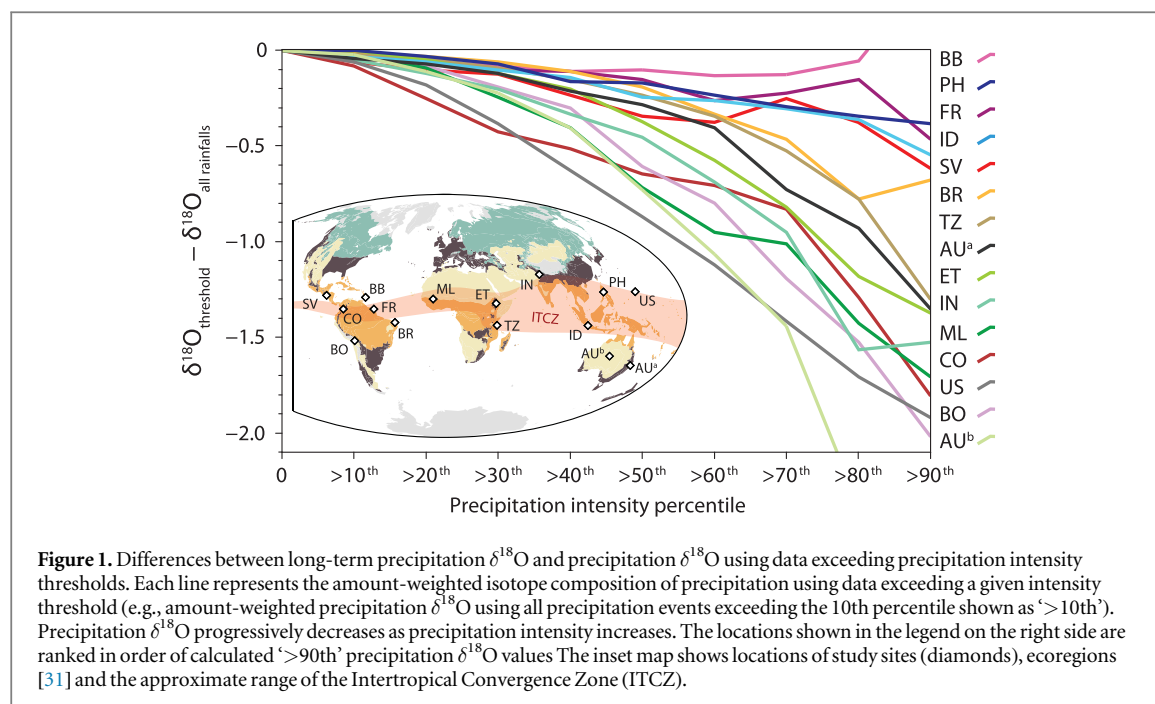 0
−0.5
−1.0
−1.5
−2.0
δ18Othreshold − δ18Oall rainfalls
BB
PH
FR
ID
SV
BR
TZ
AUa
ET
IN
ML
CO
US
BO
AUb
SV
BB
CO
FR
BR
BO
ML
ET
TZ
IN
ITCZ
PH
US
ID
AUb
AUa
0 >10th >20th >30th >40th >50th >60th >70th >80th >90th
Precipitation intensity percentile
Figure 1. Differences between long-term precipitation δ18O and precipitation δ18O using data exceeding precipitation intensity
thresholds. Each line represents the amount-weighted isotope composition of precipitation using data exceeding a given intensity
threshold (e.g., amount-weighted precipitation δ18O using all precipitation events exceeding the 10th percentile shown as ‘>10th’).
Precipitation δ18O progressively decreases as precipitation intensity increases. The locations shown in the legend on the right side are
ranked in order of calculated ‘>90th’ precipitation δ18O values The inset map shows locations of study sites (diamonds), ecoregions
[31] and the approximate range of the Intertropical Convergence Zone (ITCZ).